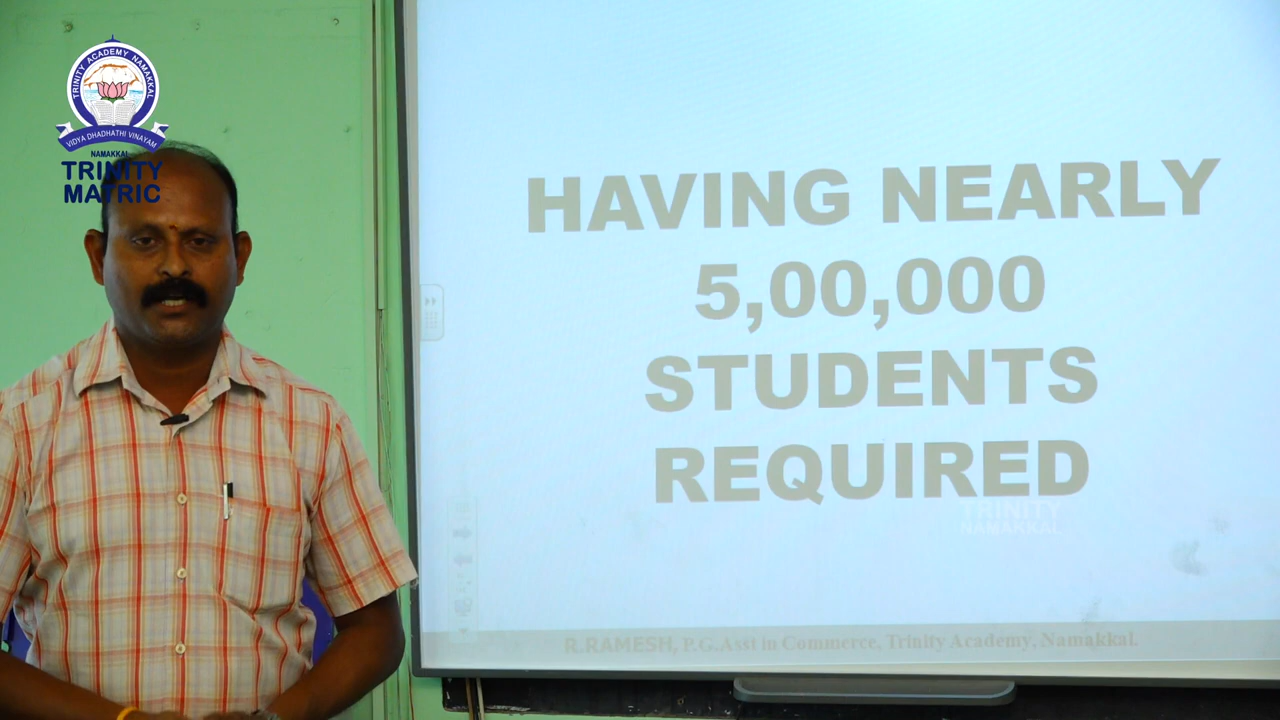 TRINITY ACADEMY NAMAKKAL
VIDYA DHADHATHI VINAYAM
NAMAKKAL
TRINITY
MATRIC
HAVING NEARLY
5,00,000
STUDENTS
REQUIRED
TRINITY
NAMAKKAL
R.RAMESH, P.G.Asst in Commerce, Trinity Academy, Namakkal.